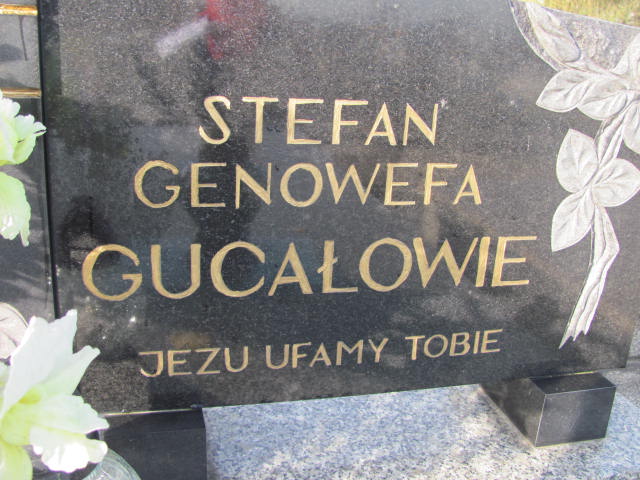 STEFAN
GENOWEFA
GUCAŁOWIE
JEZU UFAMY TOBIE